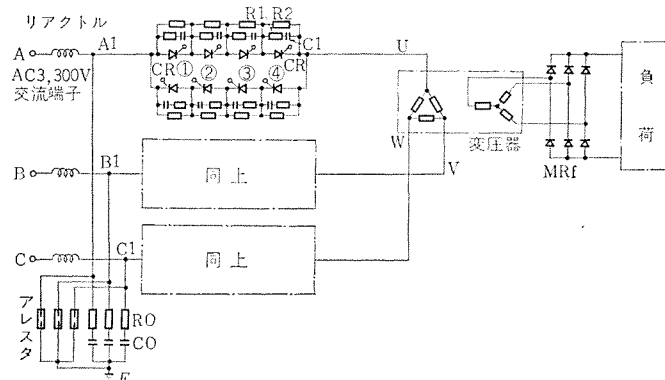 リアクトル
R1 R2
A A1 C1 U
AC3,300V
交流端子
CR ① ② ③ ④ CR
負荷
W V 変圧器
MRf
B B1 同上
C C1 同上
アレスタ
RO
CO
E